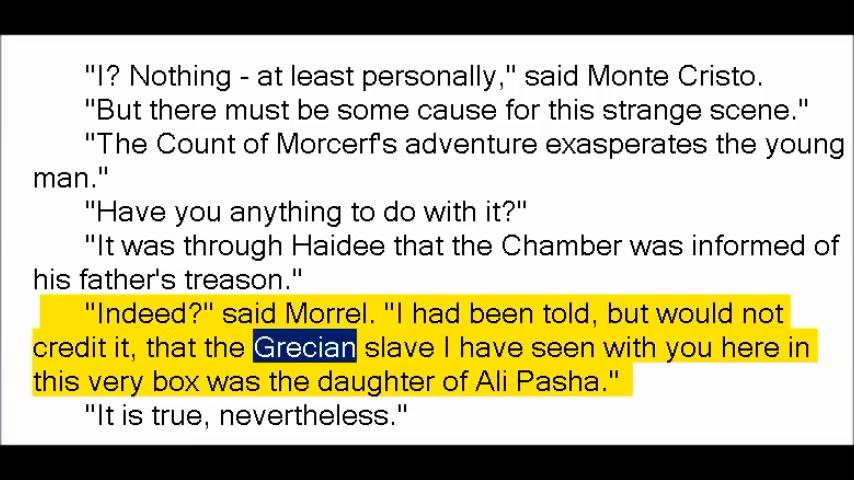 "I? Nothing - at least personally," said Monte Cristo.
"But there must be some cause for this strange scene."
"The Count of Morcerf's adventure exasperates the young
man."
"Have you anything to do with it?"
"It was through Haidee that the Chamber was informed of
his father's treason."
"Indeed?" said Morrel. "I had been told, but would not
credit it, that the Grecian slave I have seen with you here in
this very box was the daughter of Ali Pasha."
"It is true, nevertheless."